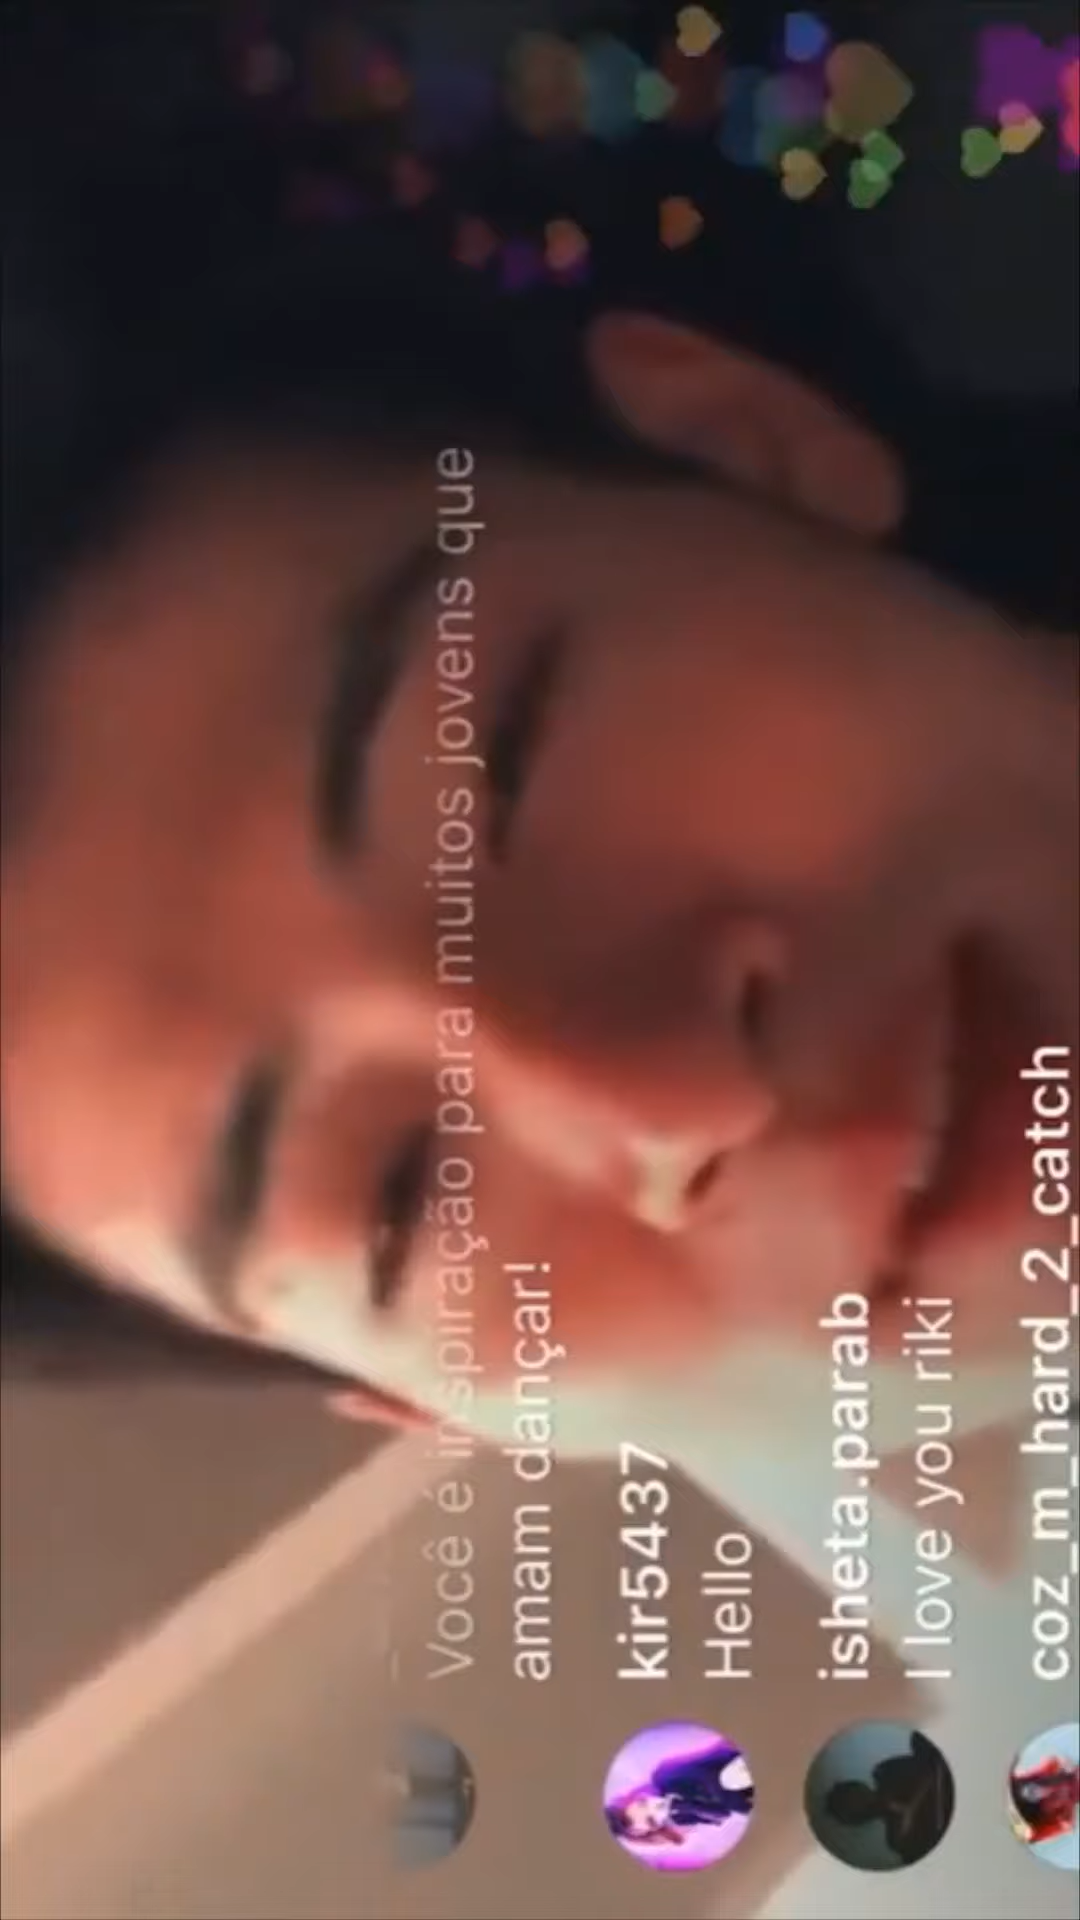 Você é inspiração para muitos jovens que
amam dançar!
kir5437
Hello
isheta.parab
I love you riki
coz_m_hard_2_catch